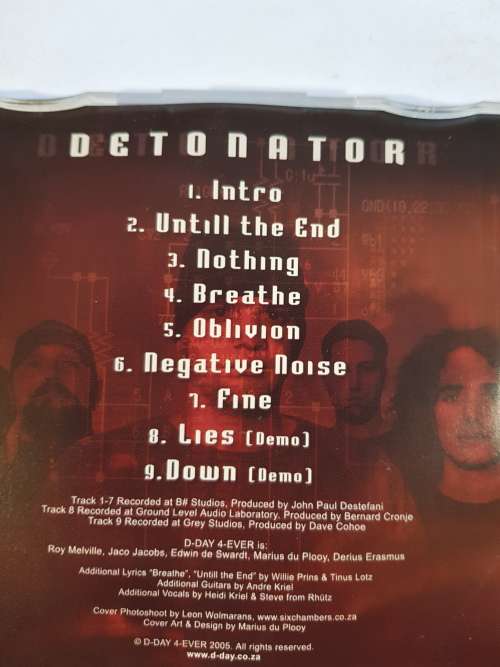 DETONATOR
1. Intro
2. Untill the End
3. Nothing
4. Breathe
5. Oblivion
6. Negative Noise
7. Fine
8. Lies (Demo)
9. Down (Demo)
Track 1-7 Recorded at B# Studios, Produced by John Paul Destefani
Track 8 Recorded at Ground Level Audio Laboratory. Produced by Bernard Cronje
Track 9 Recorded at Grey Studios, Produced by Dave Cohoe
D-DAY 4-EVER is:
Roy Melville, Jaco Jacobs, Edwin de Swardt, Marius du Plooy, Derius Erasmus
Additional Lyrics "Breathe", "Untill the End" by Willie Prins & Tinus Lotz
Additional Guitars by Andre Kriel
Additional Vocals by Heidi Kriel & Steve from Rhütz
Cover Photoshoot by Leon Wolmarans, www.sixchambers.co.za
Cover Art & Design by Marius du Plooy
© D-DAY 4-EVER 2005. All rights reserved.
www.d-day.co.za